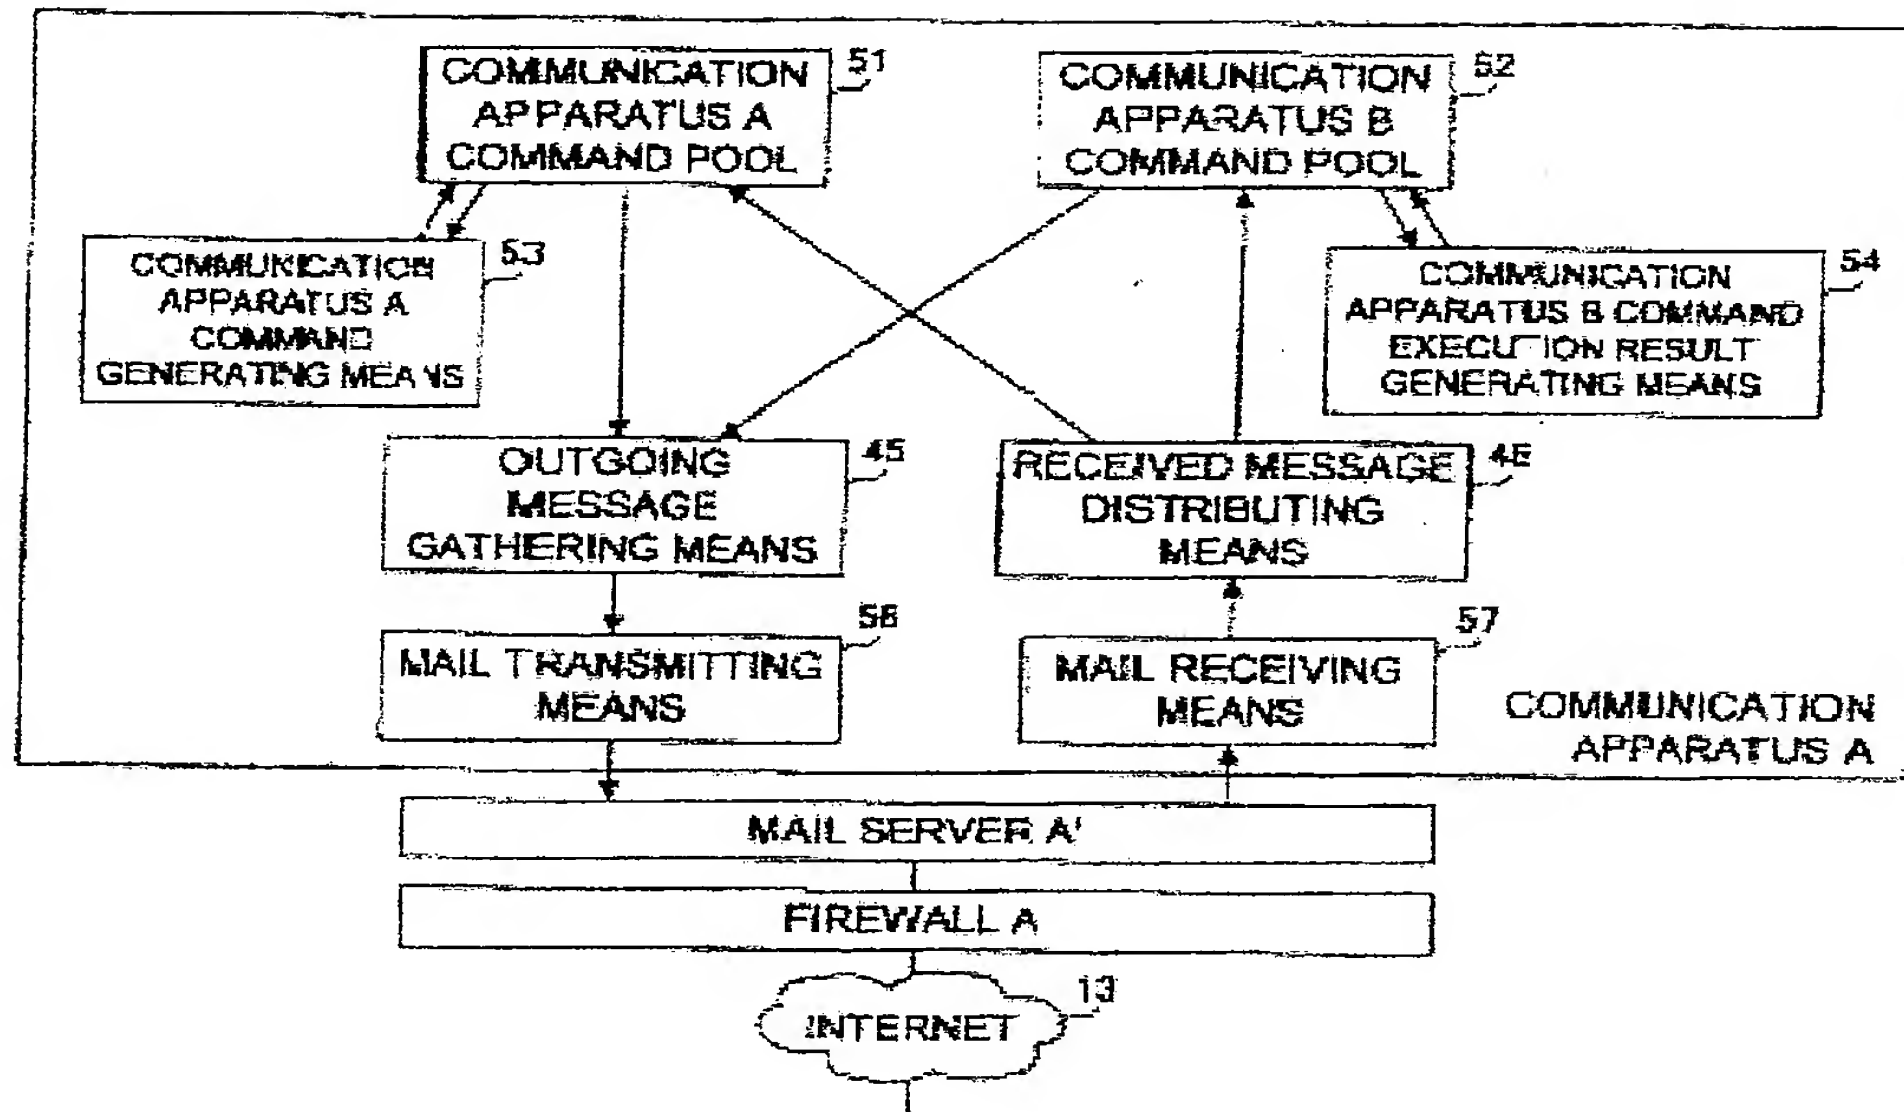 COMMUNICATION
APPARATUS A
COMMAND POOL
51
COMMUNICATION
APPARATUS B
COMMAND POOL
52
COMMUNICATION
APPARATUS A
COMMAND
GENERATING MEANS
53
COMMUNICATION
APPARATUS B COMMAND
EXECUTION RESULT
GENERATING MEANS
54
OUTGOING
MESSAGE
GATHERING MEANS
45
RECEIVED MESSAGE
DISTRIBUTING
MEANS
MAIL TRANSMITTING
MEANS
56
MAIL RECEIVING
MEANS
57
COMMUNICATION
APPARATUS A
MAIL SERVER A'
FIREWALL A
INTERNET
13